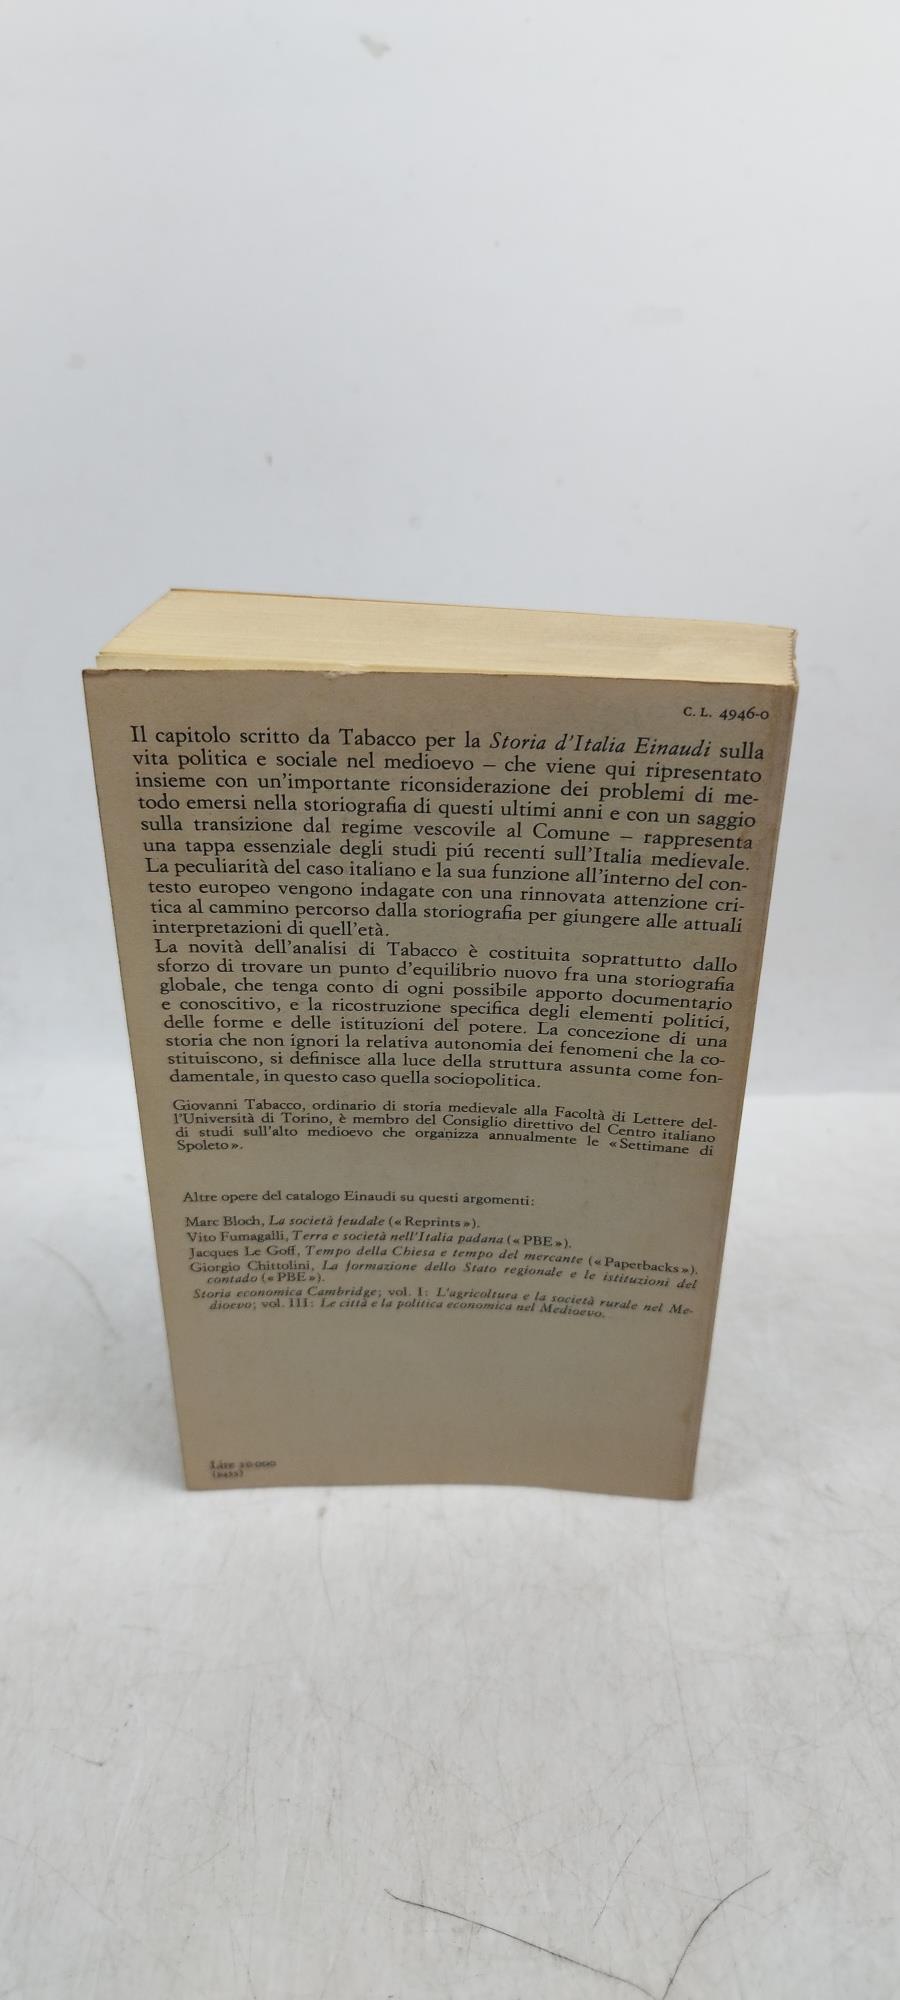 C. L. 4946-0
Il capitolo scritto da Tabacco per la Storia d'Italia Einaudi sulla
vita politica e sociale nel medioevo – che viene qui ripresentato
insieme con un'importante riconsiderazione dei problemi di me-
todo emersi nella storiografia di questi ultimi anni e con un saggio
sulla transizione dal regime vescovile al Comune – rappresenta
una tappa essenziale degli studi piú recenti sull'Italia medievale.
La peculiarità del caso italiano e la sua funzione all'interno del con-
testo europeo vengono indagate con una rinnovata attenzione cri-
tica al cammino percorso dalla storiografia per giungere alle attuali
interpretazioni di quell'età.
La novità dell'analisi di Tabacco è costituita soprattutto dallo
sforzo di trovare un punto d'equilibrio nuovo fra una storiografia
globale, che tenga conto di ogni possibile apporto documentario
e conoscitivo, e la ricostruzione specifica degli elementi politici,
delle forme e delle istituzioni del potere. La concezione di una
storia che non ignori la relativa autonomia dei fenomeni che la co-
stituiscono, si definisce alla luce della struttura assunta come fon-
damentale, in questo caso quella sociopolitica.
Giovanni Tabacco, ordinario di storia medievale alla Facoltà di Lettere del-
l'Università di Torino, è membro del Consiglio direttivo del Centro italiano
di studi sull'alto medioevo che organizza annualmente le «Settimane di
Spoleto».
Altre opere del catalogo Einaudi su questi argomenti:
Marc Bloch, La società feudale («Reprints»).
Vito Fumagalli, Terra e società nell'Italia padana («PBE»).
Jacques Le Goff, Tempo della Chiesa e tempo del mercante («Paperbacks»).
Giorgio Chittolini, La formazione dello Stato regionale e le istituzioni del
contado («PBE»).
Storia economica Cambridge; vol. I: L'agricoltura e la società rurale nel Me-
dioevo; vol. III: Le città e la politica economica nel Medioevo.
Lire